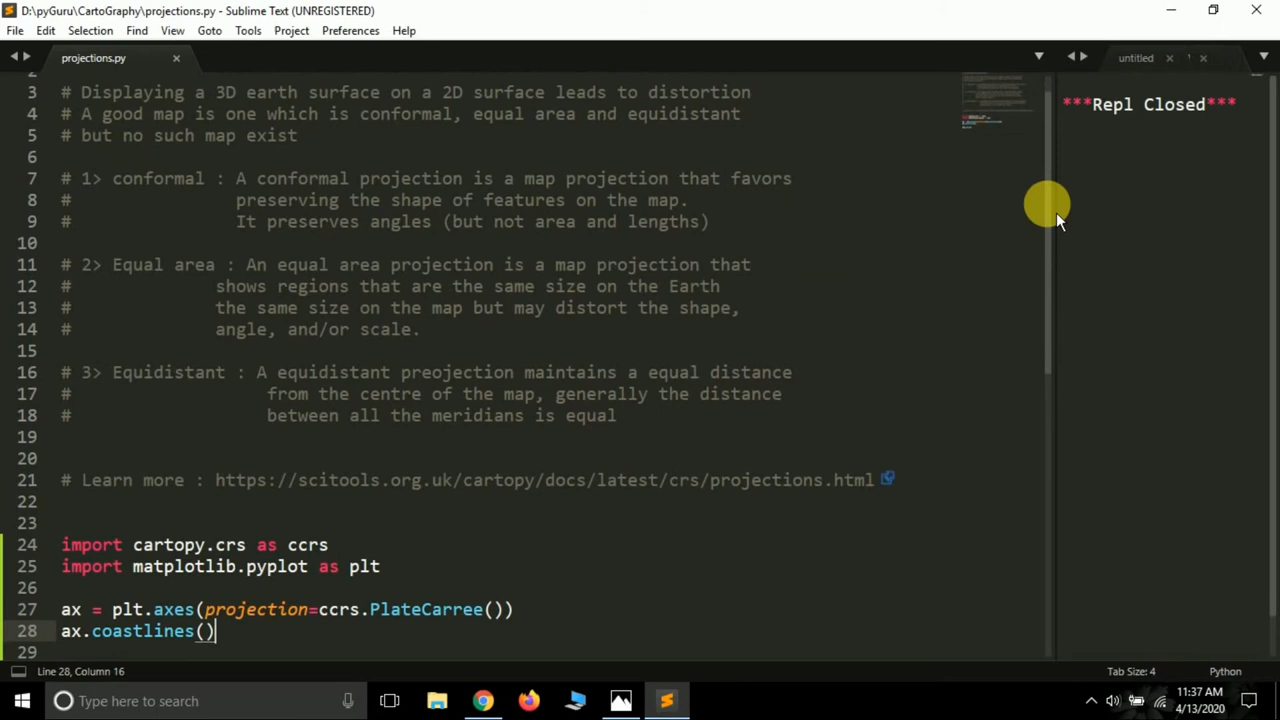 D:\pyGuru\CartoGraphy\projections.py - Sublime Text (UNREGISTERED)
File Edit Selection Find View Goto Tools Project Preferences Help
projections.py
untitled
3 # Displaying a 3D earth surface on a 2D surface leads to distortion
4 # A good map is one which is conformal, equal area and equidistant
5 # but no such map exist
6
7 # 1> conformal : A conformal projection is a map projection that favors
8 # preserving the shape of features on the map.
9 # It preserves angles (but not area and lengths)
10
11 # 2> Equal area : An equal area projection is a map projection that
12 # shows regions that are the same size on the Earth
13 # the same size on the map but may distort the shape,
14 # angle, and/or scale.
15
16 # 3> Equidistant : A equidistant preojection maintains a equal distance
17 # from the centre of the map, generally the distance
18 # between all the meridians is equal
19
20
21 # Learn more : https://scitools.org.uk/cartopy/docs/latest/crs/projections.html
22
23
24 import cartopy.crs as ccrs
25 import matplotlib.pyplot as plt
26
27 ax = plt.axes(projection=ccrs.PlateCarree())
28 ax.coastlines()
29
***Repl Closed***
Line 28, Column 16
Tab Size: 4
Python
Type here to search
11:37 AM
4/13/2020